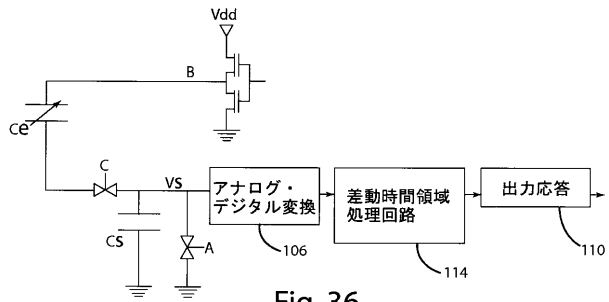 Vdd
B
Ce
C
VS
CS
A
アナログ・
デジタル変換
106
差動時間領域
処理回路
114
出力応答
110
Fig. 36